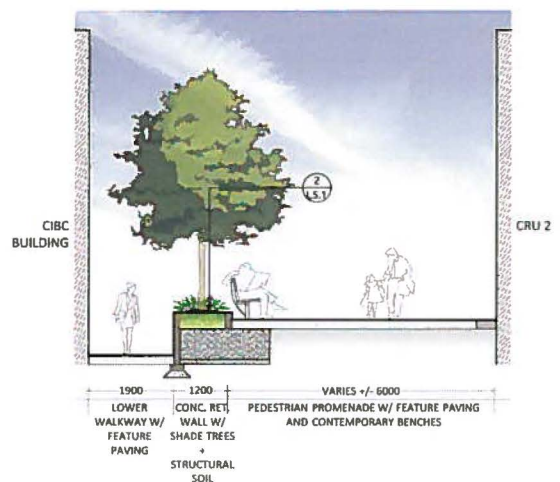 2
L5.1
CIBC
BUILDING
CRU 2
1900
1200
VARIES +/- 6000
LOWER
WALKWAY W/
FEATURE
PAVING
CONC. RET.
WALL W/
SHADE TREES
+
STRUCTURAL
SOIL
PEDESTRIAN PROMENADE W/ FEATURE PAVING
AND CONTEMPORARY BENCHES